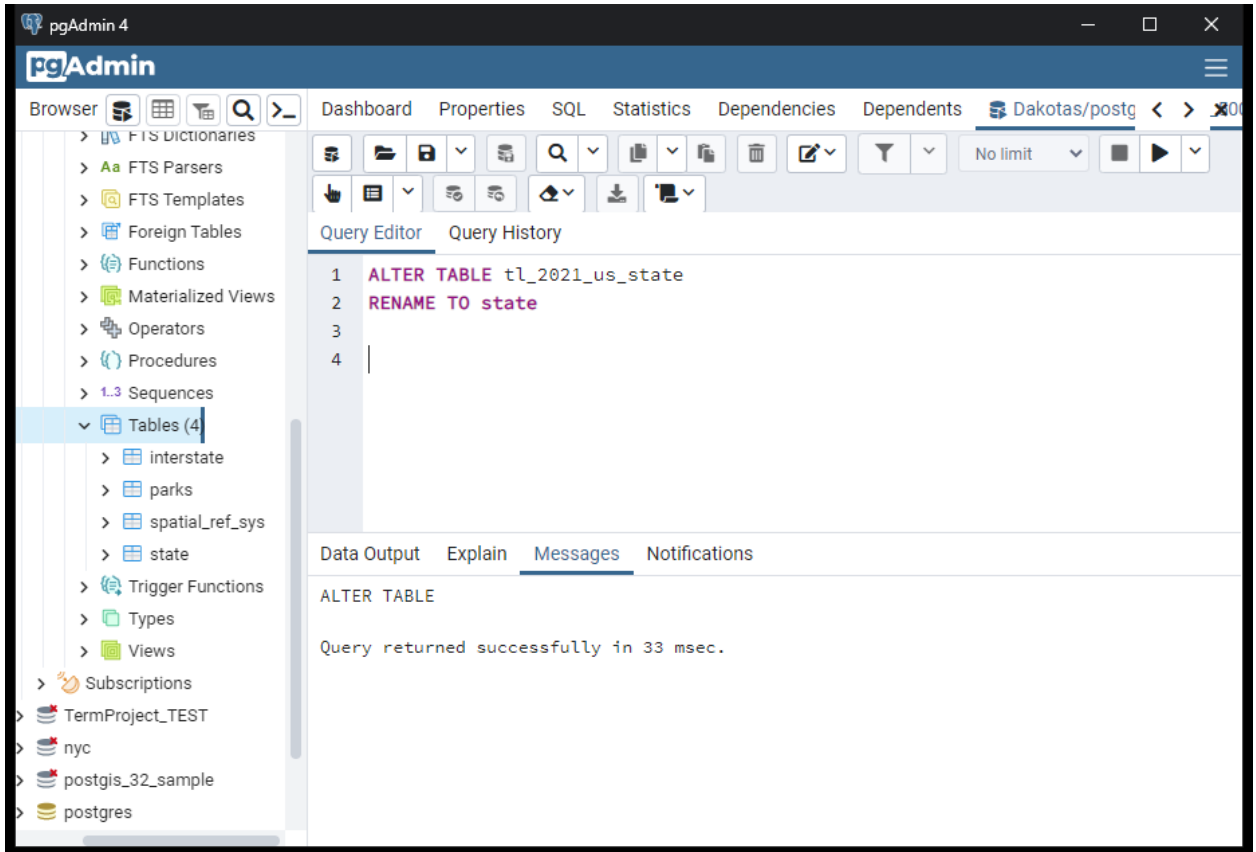 pgAdmin 4
pgAdmin
Browser
Dashboard Properties SQL Statistics Dependencies Dependents Dakotas/postg
FTS Dictionaries
Aa FTS Parsers
FTS Templates
Foreign Tables
Functions
Materialized Views
Operators
Procedures
1..3 Sequences
Tables (4)
interstate
parks
spatial_ref_sys
state
Trigger Functions
Types
Views
Subscriptions
TermProject_TEST
nyc
postgis_32_sample
postgres
No limit
Query Editor Query History
1 ALTER TABLE tl_2021_us_state
2 RENAME TO state
3
4
Data Output Explain Messages Notifications
ALTER TABLE
Query returned successfully in 33 msec.